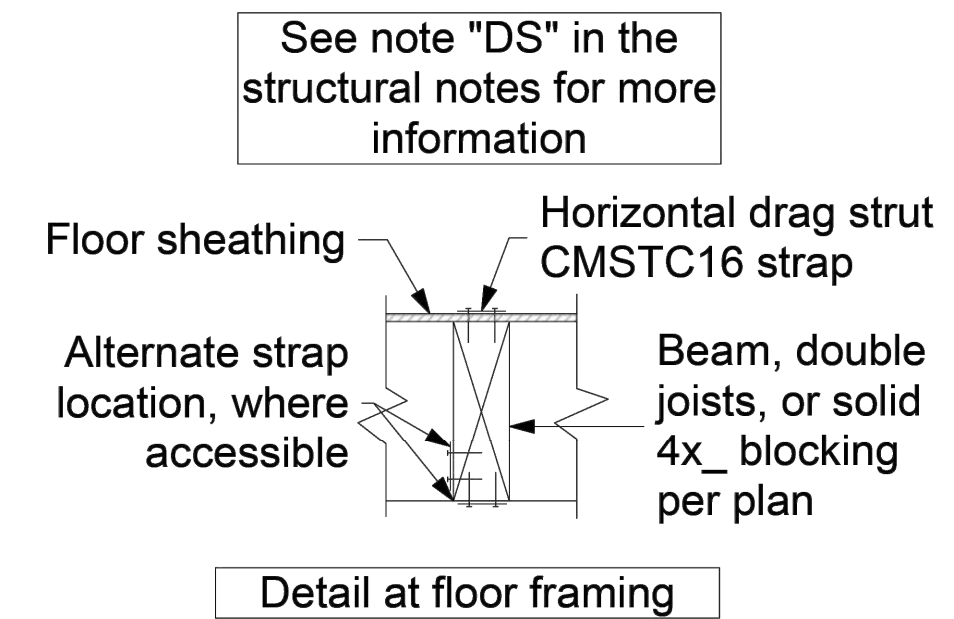 See note "DS" in the
structural notes for more
information
Floor sheathing
Horizontal drag strut
CMSTC16 strap
Alternate strap
location, where
accessible
Beam, double
joists, or solid
4x_ blocking
per plan
Detail at floor framing